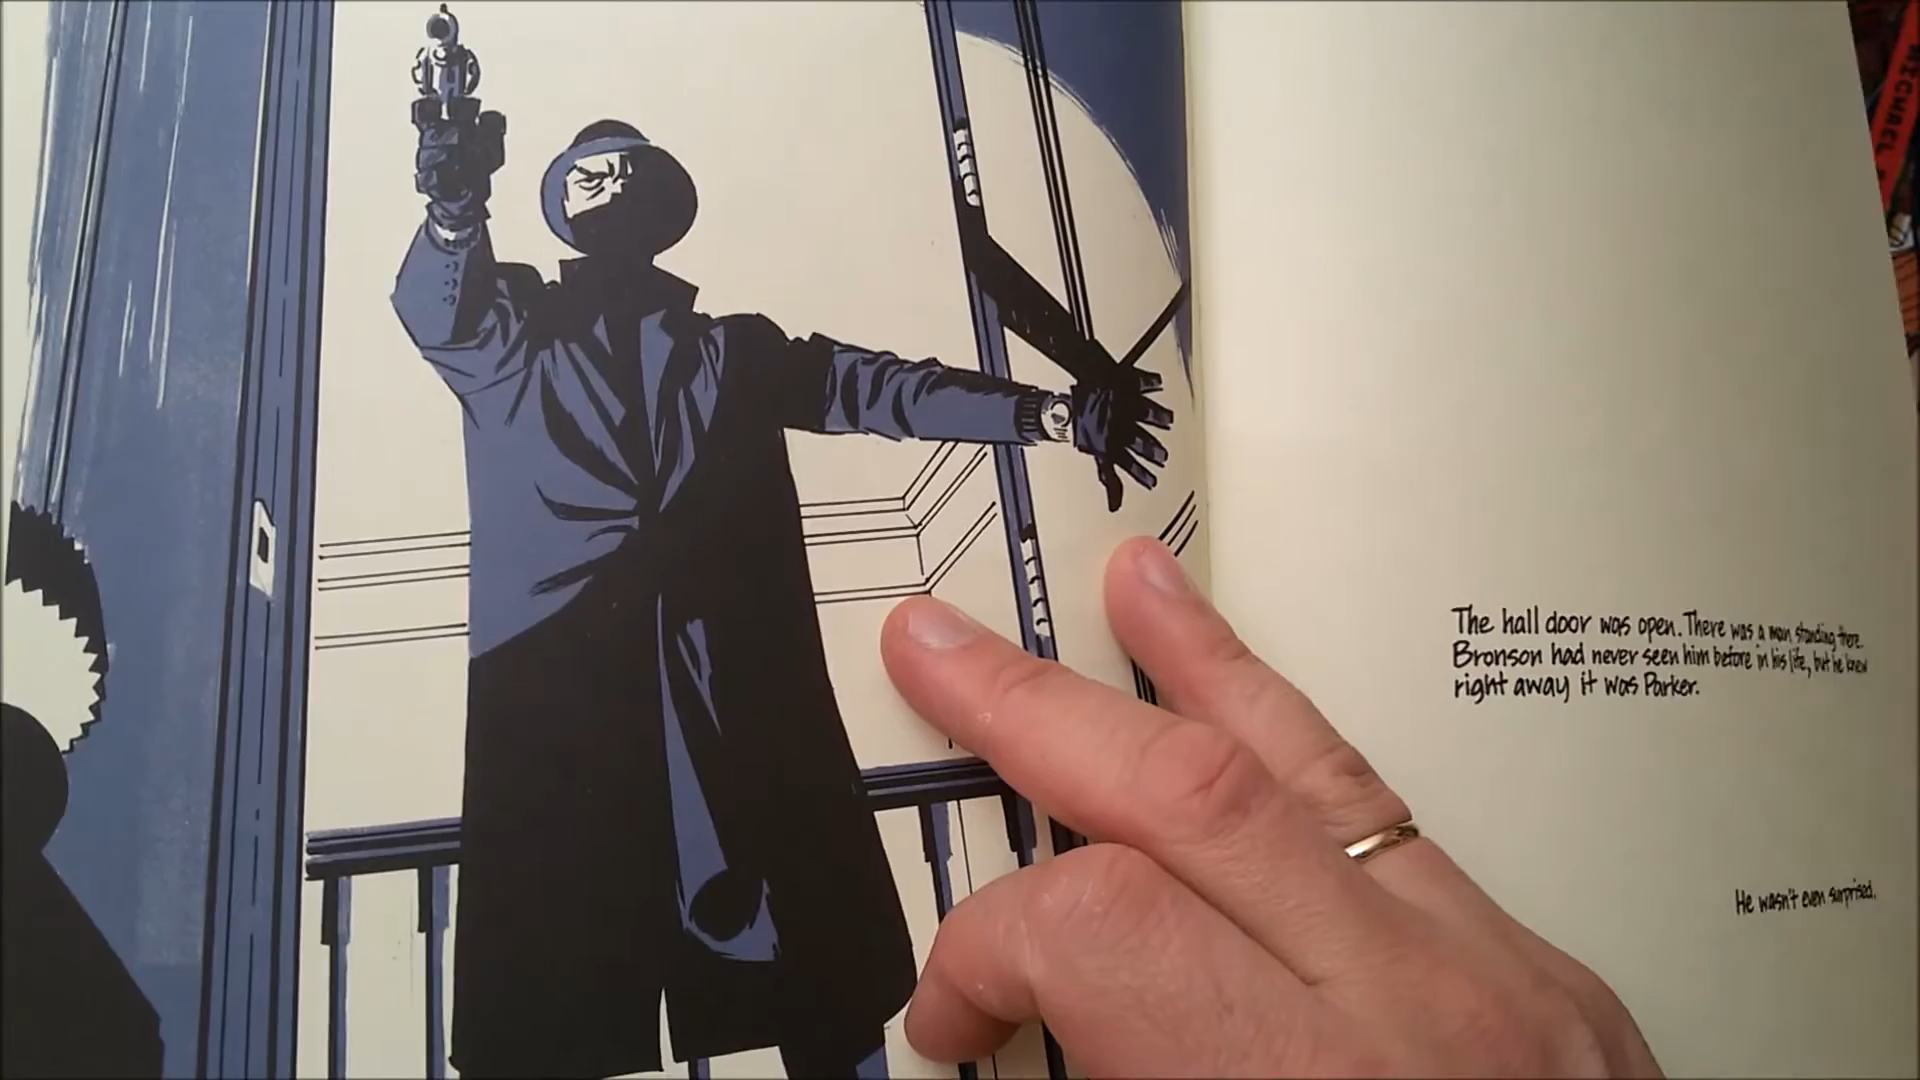 MICHAEL
The hall door was open. There was a man standing there.
Bronson had never seen him before in his life, but he knew
right away it was Parker.
He wasn't even surprised.